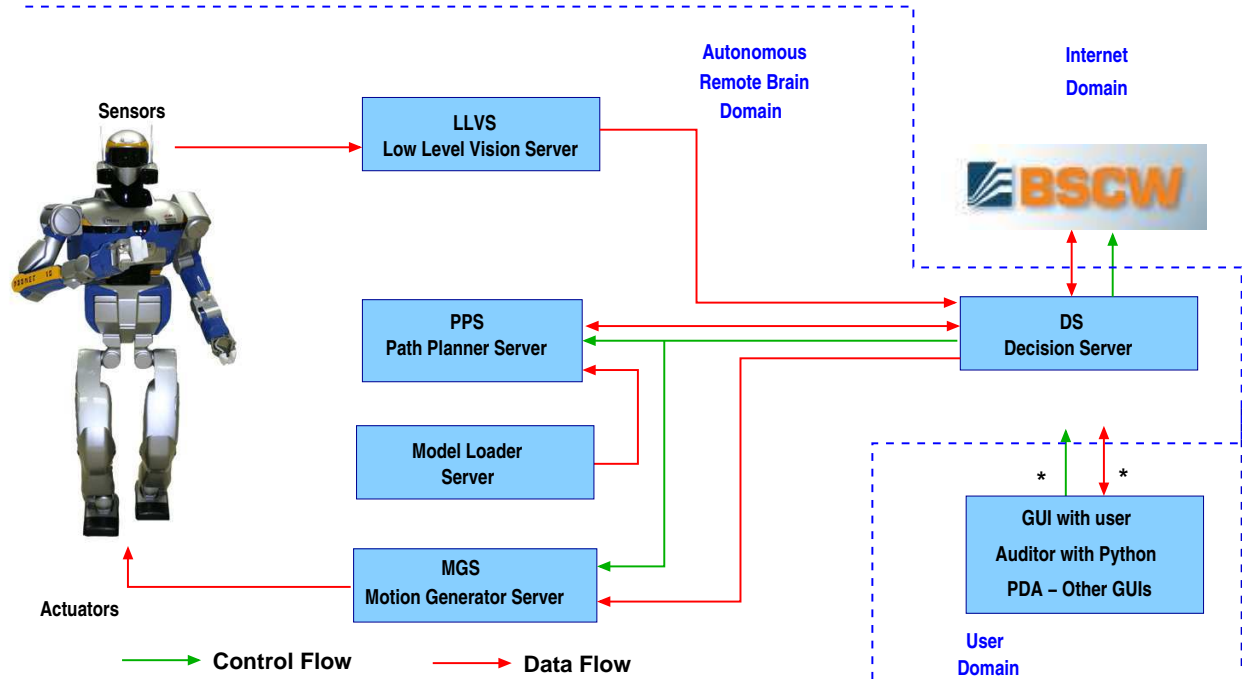 Autonomous
Remote Brain
Domain
Internet
Domain
Sensors
LLVS
Low Level Vision Server
BSCW
PPS
Path Planner Server
DS
Decision Server
Model Loader
Server
* *
GUI with user
Auditor with Python
PDA – Other GUIs
MGS
Motion Generator Server
Actuators
User
Domain
Control Flow
Data Flow